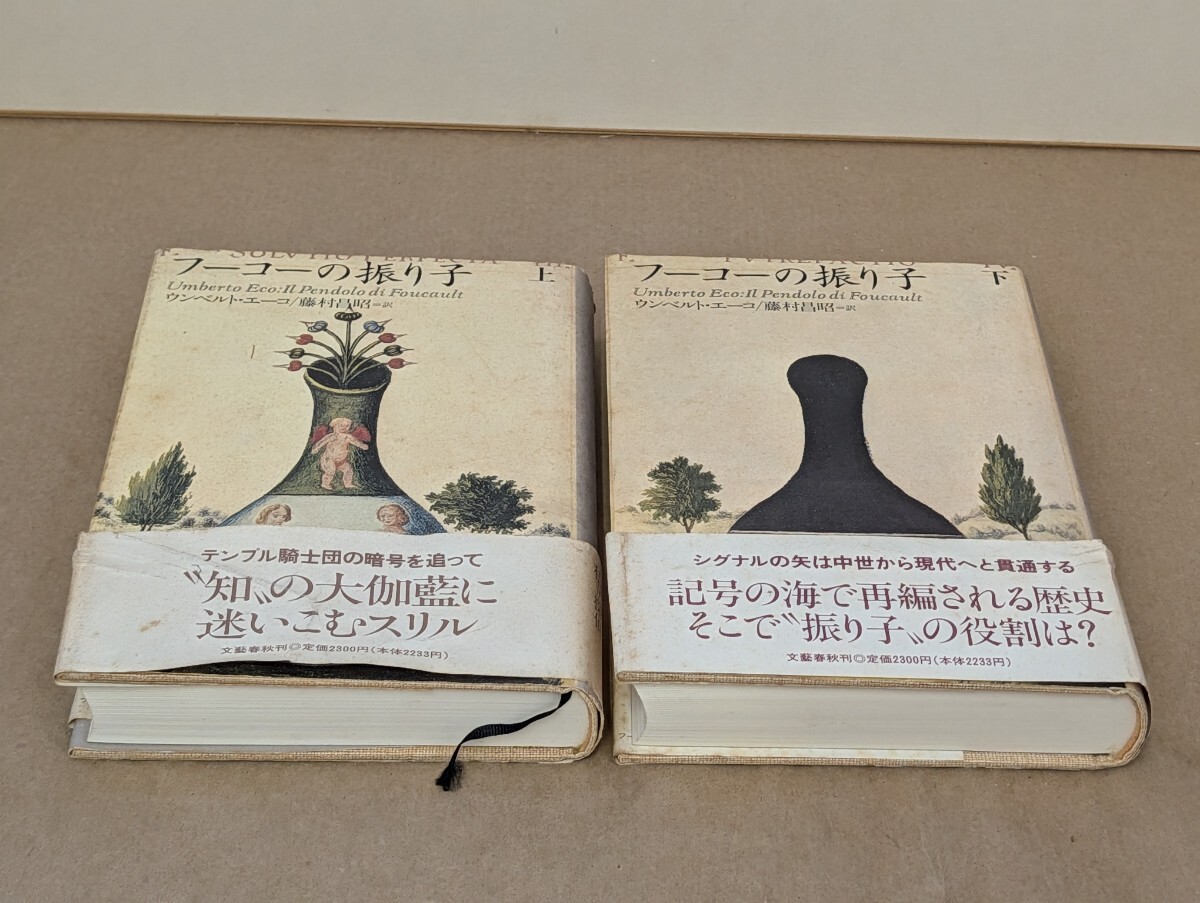 SOLVTIO PERFECTA
フーコーの振り子 上
Umberto Eco: Il Pendolo di Foucault
ウンベルト・エーコ/藤村昌昭=訳
テンプル騎士団の暗号を追って
〝知〟の大伽藍に
迷いこむスリル
文藝春秋刊◎定価2300円(本体2233円)
F. PVTREFACTIO
フーコーの振り子 下
Umberto Eco: Il Pendolo di Foucault
ウンベルト・エーコ/藤村昌昭=訳
シグナルの矢は中世から現代へと貫通する
記号の海で再編される歴史
そこで〝振り子〟の役割は?
文藝春秋刊◎定価2300円(本体2233円)